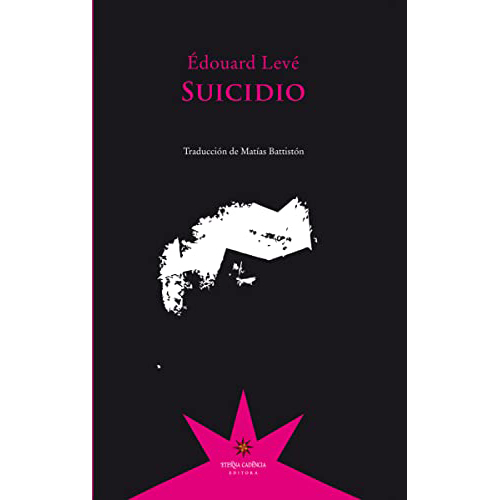 Édouard Levé
SUICIDIO
Traducción de Matías Battistón
ETERNA CADENCIA
EDITORA